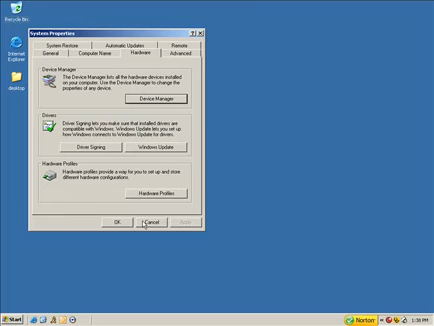 Recycle Bin
Internet
Explorer
desktop
System Properties
System Restore
Automatic Updates
Remote
General
Computer Name
Hardware
Advanced
Device Manager
The Device Manager lists all the hardware devices installed
on your computer. Use the Device Manager to change the
properties of any device.
Device Manager
Drivers
Driver Signing lets you make sure that installed drivers are
compatible with Windows. Windows Update lets you set up
how Windows connects to Windows Update for drivers.
Driver Signing
Windows Update
Hardware Profiles
Hardware profiles provide a way for you to set up and store
different hardware configurations.
Hardware Profiles
OK
Cancel
Apply
Start
Norton
1:38 PM